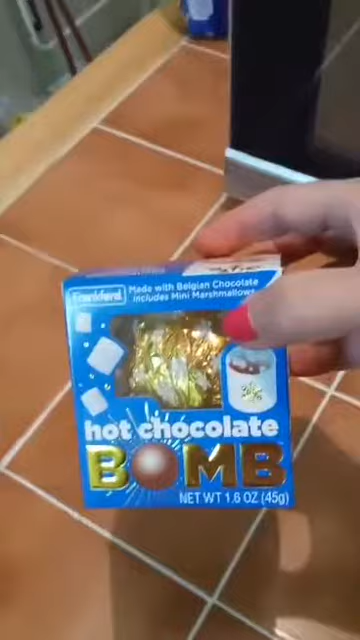 Frankford
Made with Belgian Chocolate
includes Mini Marshmallows
hot chocolate
BOMB
NET WT 1.6 OZ (45g)